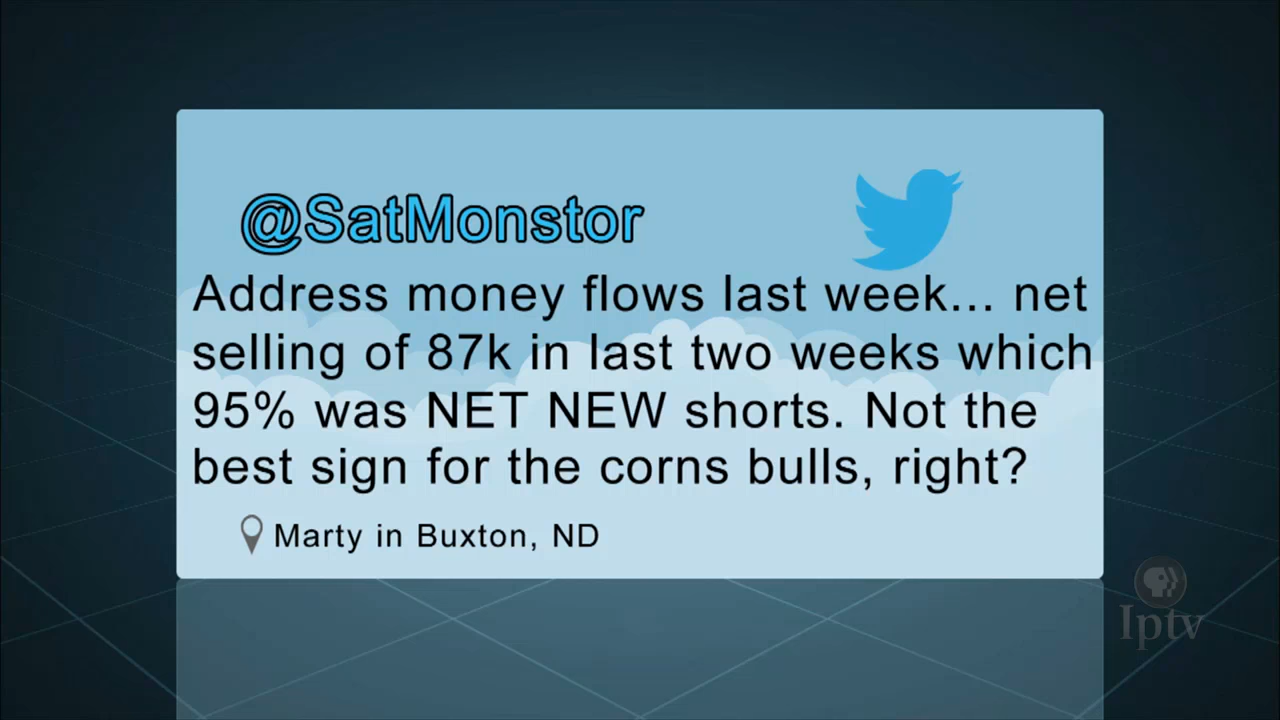 @SatMonstor
Address money flows last week... net
selling of 87k in last two weeks which
95% was NET NEW shorts. Not the
best sign for the corns bulls, right?
Marty in Buxton, ND
Iptv